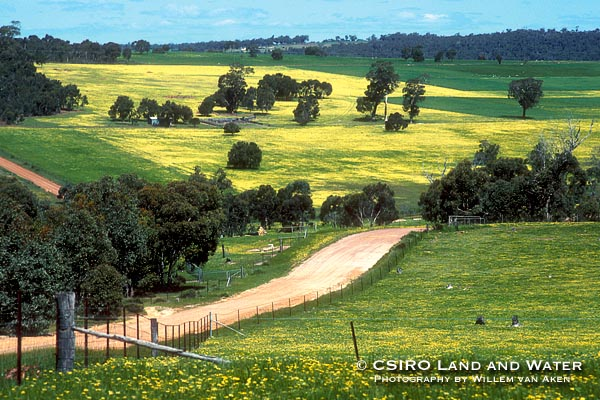 © CSIRO Land and Water
Photography by Willem van Aken